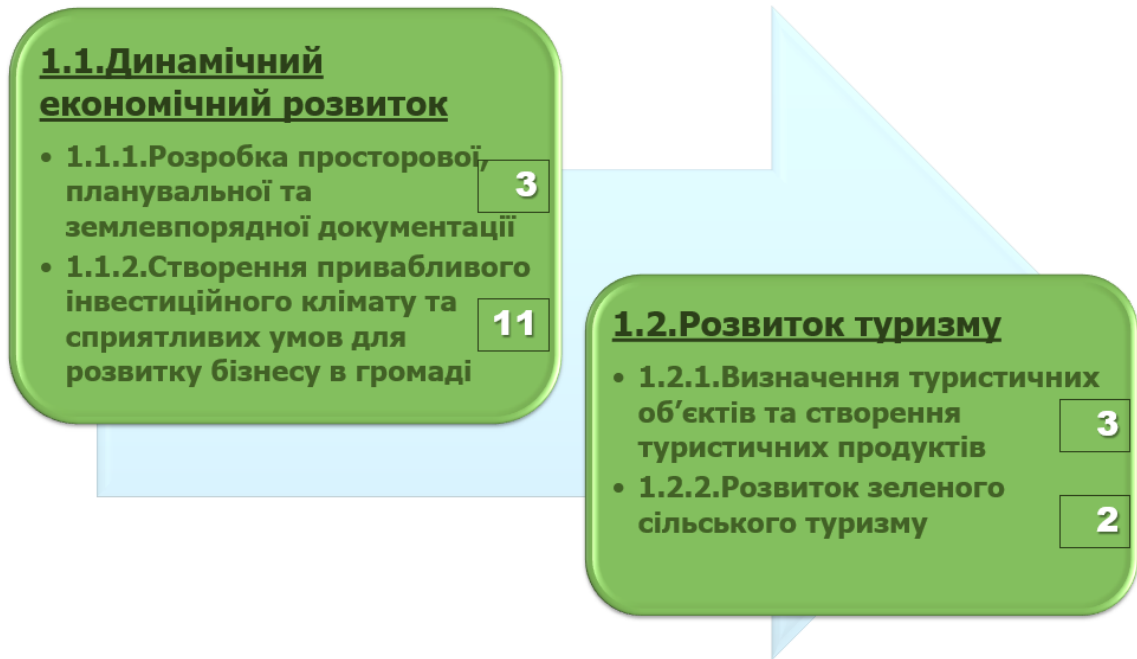 1.1.Динамічний
економічний розвиток
• 1.1.1.Розробка просторової,
планувальної та
землевпорядної документації
3
• 1.1.2.Створення привабливого
інвестиційного клімату та
сприятливих умов для
розвитку бізнесу в громаді
11
1.2.Розвиток туризму
• 1.2.1.Визначення туристичних
об’єктів та створення
туристичних продуктів
3
• 1.2.2.Розвиток зеленого
сільського туризму
2